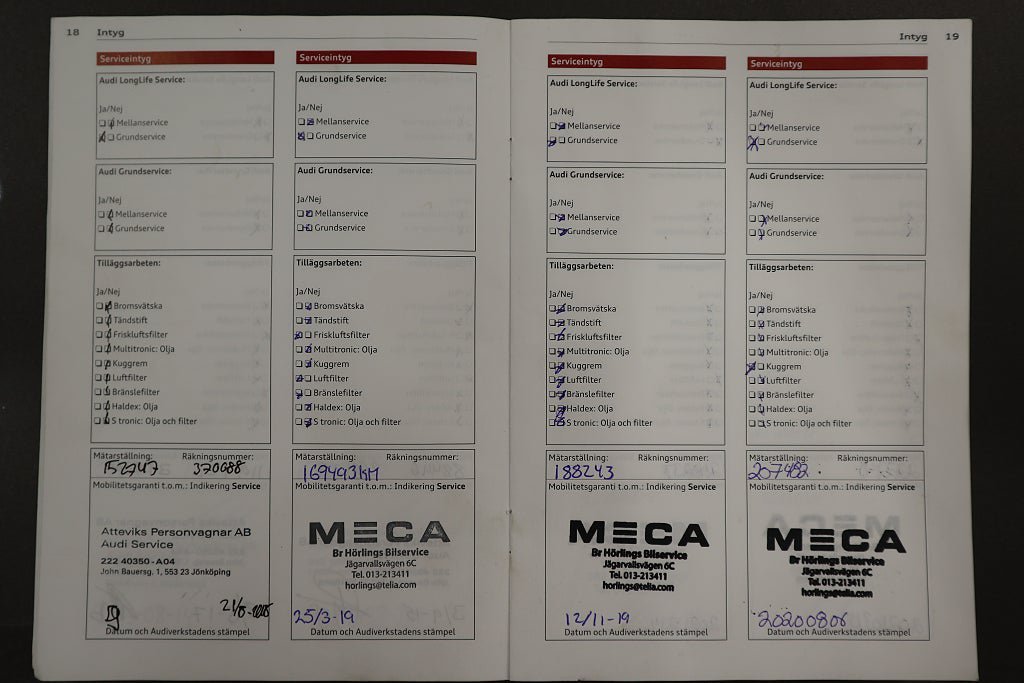 18 Intyg
Serviceintyg
Audi LongLife Service:
Ja/Nej
Mellanservice
Grundservice
Audi Grundservice:
Ja/Nej
Mellanservice
Grundservice
Tilläggsarbeten:
Ja/Nej
Bromsvätska
Tändstift
Friskluftsfilter
Multitronic: Olja
Kuggrem
Luftfilter
Bränslefilter
Haldex: Olja
S tronic: Olja och filter
Mätarställning: Räkningsnummer:
152747 370088
Mobilitetsgaranti t.o.m.: Indikering Service
Atteviks Personvagnar AB
Audi Service
222 40350-A04
John Bauersg. 1, 553 23 Jönköping
Datum och Audiverkstadens stämpel
Serviceintyg
Audi LongLife Service:
Ja/Nej
Mellanservice
Grundservice
Audi Grundservice:
Ja/Nej
Mellanservice
Grundservice
Tilläggsarbeten:
Ja/Nej
Bromsvätska
Tändstift
Friskluftsfilter
Multitronic: Olja
Kuggrem
Luftfilter
Bränslefilter
Haldex: Olja
S tronic: Olja och filter
Mätarställning: Räkningsnummer:
169493KM
Mobilitetsgaranti t.o.m.: Indikering Service
MECA
Br Hörlings Bilservice
Jägarvallsvägen 6C
Tel. 013-213411
horlings@telia.com
25/3-19
Datum och Audiverkstadens stämpel
Intyg 19
Serviceintyg
Audi LongLife Service:
Ja/Nej
Mellanservice
Grundservice
Audi Grundservice:
Ja/Nej
Mellanservice
Grundservice
Tilläggsarbeten:
Ja/Nej
Bromsvätska
Tändstift
Friskluftsfilter
Multitronic: Olja
Kuggrem
Luftfilter
Bränslefilter
Haldex: Olja
S tronic: Olja och filter
Mätarställning: Räkningsnummer:
188243
Mobilitetsgaranti t.o.m.: Indikering Service
MECA
Br Hörlings Bilservice
Jägarvallsvägen 6C
Tel. 013-213411
horlings@telia.com
12/11-19
Datum och Audiverkstadens stämpel
Serviceintyg
Audi LongLife Service:
Ja/Nej
Mellanservice
Grundservice
Audi Grundservice:
Ja/Nej
Mellanservice
Grundservice
Tilläggsarbeten:
Ja/Nej
Bromsvätska
Tändstift
Friskluftsfilter
Multitronic: Olja
Kuggrem
Luftfilter
Bränslefilter
Haldex: Olja
S tronic: Olja och filter
Mätarställning: Räkningsnummer:
207482
Mobilitetsgaranti t.o.m.: Indikering Service
MECA
Br Hörlings Bilservice
Jägarvallsvägen 6C
Tel. 013-213411
horlings@telia.com
20200806
Datum och Audiverkstadens stämpel